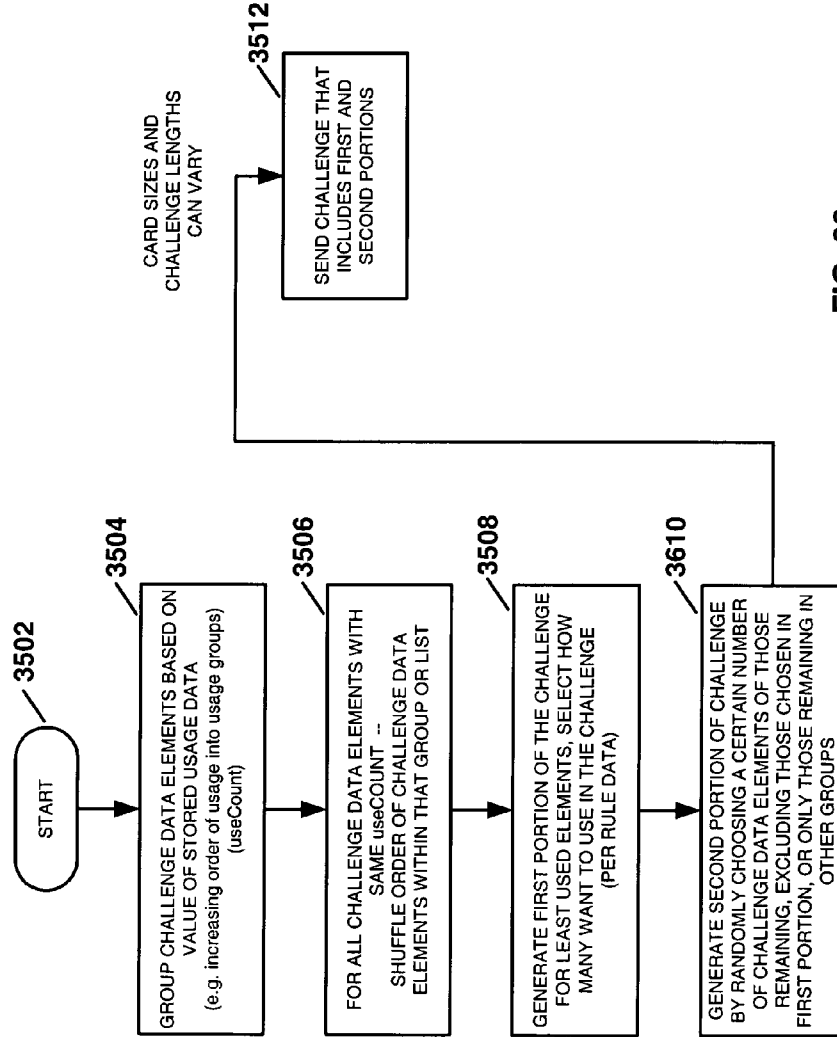 3502
START
3504
GROUP CHALLENGE DATA ELEMENTS BASED ON
VALUE OF STORED USAGE DATA
(e.g. increasing order of usage into usage groups)
(useCount)
3506
FOR ALL CHALLENGE DATA ELEMENTS WITH
SAME useCOUNT --
SHUFFLE ORDER OF CHALLENGE DATA
ELEMENTS WITHIN THAT GROUP OR LIST
3508
GENERATE FIRST PORTION OF THE CHALLENGE
FOR LEAST USED ELEMENTS, SELECT HOW
MANY WANT TO USE IN THE CHALLENGE
(PER RULE DATA)
3610
GENERATE SECOND PORTION OF CHALLENGE
BY RANDOMLY CHOOSING A CERTAIN NUMBER
OF CHALLENGE DATA ELEMENTS OF THOSE
REMAINING, EXCLUDING THOSE CHOSEN IN
FIRST PORTION, OR ONLY THOSE REMAINING IN
OTHER GROUPS
CARD SIZES AND
CHALLENGE LENGTHS
CAN VARY
3512
SEND CHALLENGE THAT
INCLUDES FIRST AND
SECOND PORTIONS
FIG.